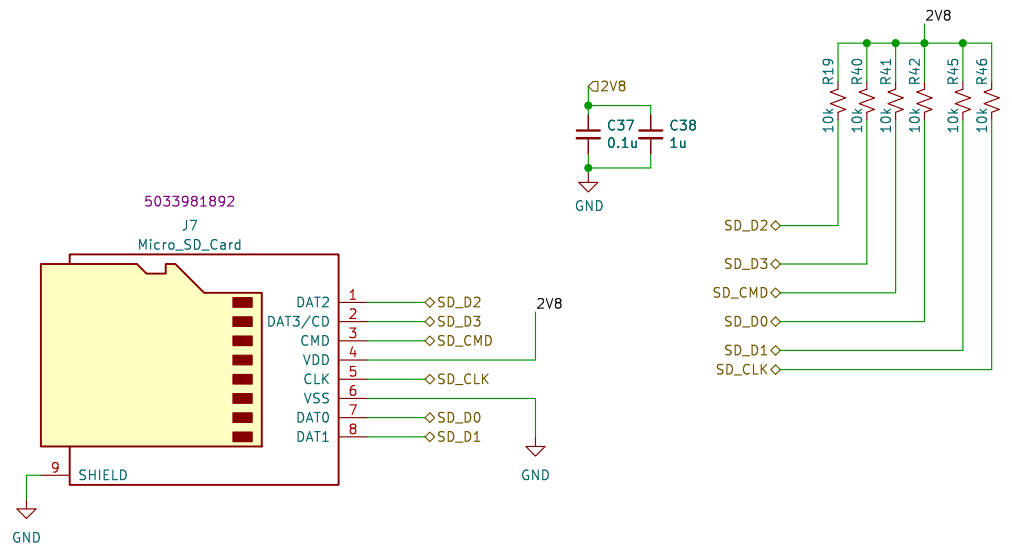 2V8
R19
R40
R41
R42
R45
R46
10k
10k
10k
10k
10k
10k
2V8
C37
0.1u
C38
1u
GND
SD_D2
SD_D3
SD_CMD
SD_D0
SD_D1
SD_CLK
5033981892
J7
Micro_SD_Card
DAT2 1 SD_D2
DAT3/CD 2 SD_D3
CMD 3 SD_CMD
VDD 4
2V8
CLK 5 SD_CLK
VSS 6
DAT0 7 SD_D0
DAT1 8 SD_D1
9 SHIELD
GND
GND